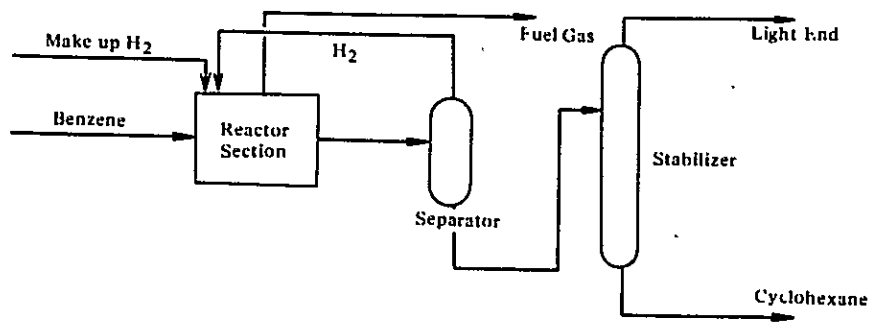 Fuel Gas
Light End
Make up H2
H2
Benzene
Reactor
Section
Stabilizer
Separator
Cyclohexane